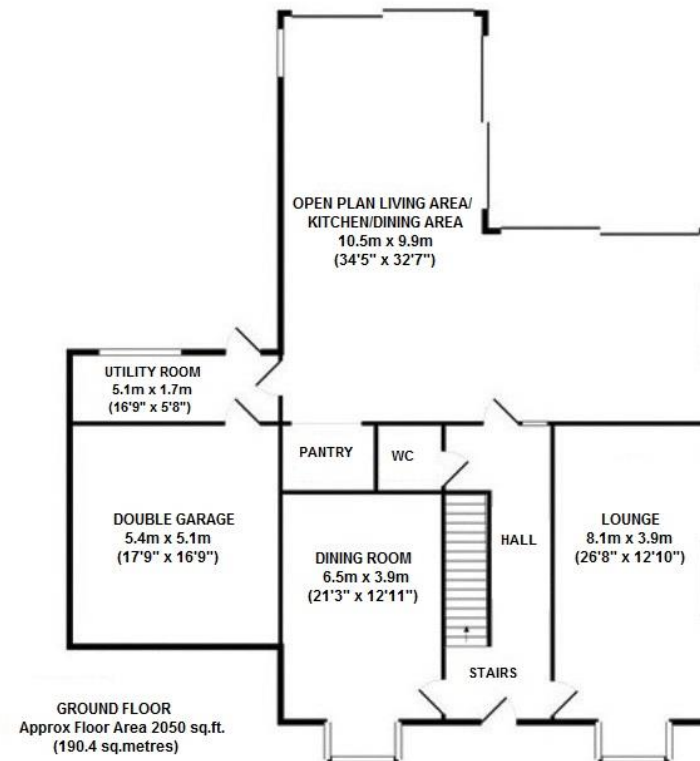 OPEN PLAN LIVING AREA/
KITCHEN/DINING AREA
10.5m x 9.9m
(34'5" x 32'7")
UTILITY ROOM
5.1m x 1.7m
(16'9" x 5'8")
PANTRY
WC
DOUBLE GARAGE
5.4m x 5.1m
(17'9" x 16'9")
DINING ROOM
6.5m x 3.9m
(21'3" x 12'11")
HALL
LOUNGE
8.1m x 3.9m
(26'8" x 12'10")
STAIRS
GROUND FLOOR
Approx Floor Area 2050 sq.ft.
(190.4 sq.metres)